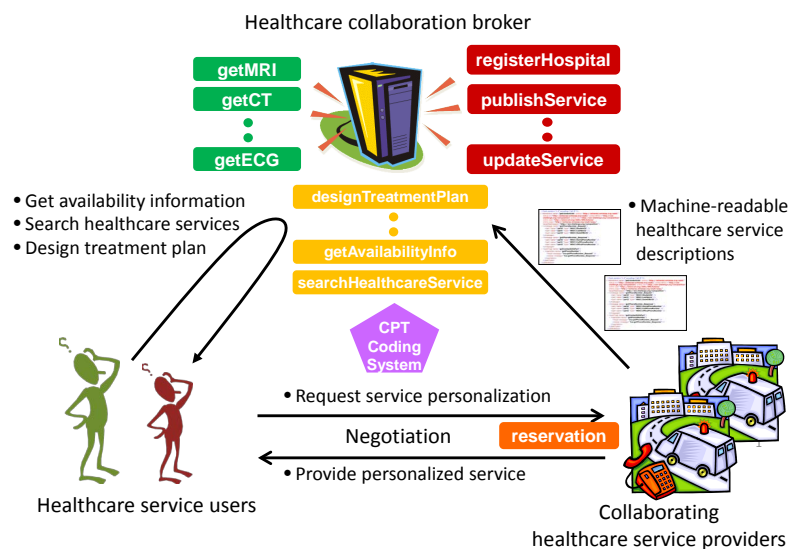 Healthcare collaboration broker
getMRI
getCT
getECG
registerHospital
publishService
updateService
designTreatmentPlan
getAvailabilityInfo
searchHealthcareService
• Get availability information
• Search healthcare services
• Design treatment plan
• Machine-readable
healthcare service
descriptions
CPT
Coding
System
• Request service personalization
Negotiation
reservation
• Provide personalized service
Healthcare service users
Collaborating
healthcare service providers
1